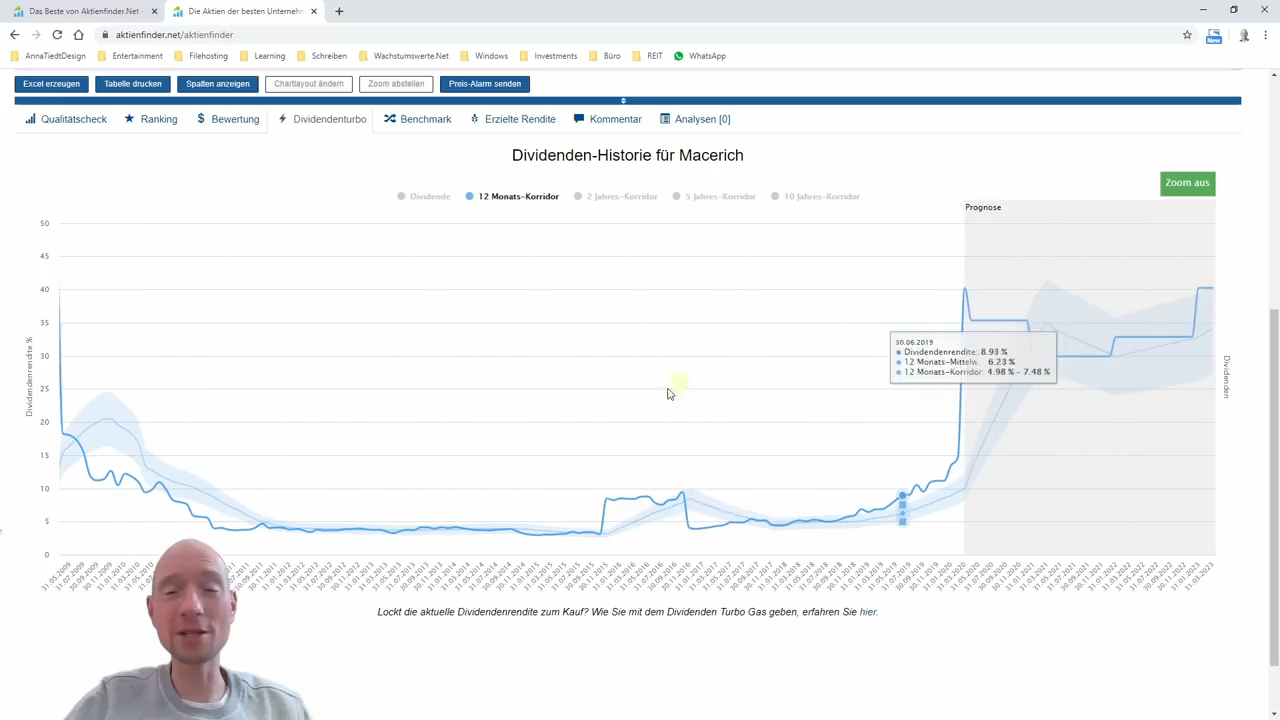 Das Beste von Aktienfinder.Net -
Die Aktien der besten Unternehm
aktienfinder.net/aktienfinder
New
AnnaTiedtDesign Entertainment Filehosting Learning Schreiben Wachstumswerte.Net Windows Investments Büro REIT WhatsApp
Excel erzeugen Tabelle drucken Spalten anzeigen Chartlayout ändern Zoom abstellen Preis-Alarm senden
Qualitätscheck Ranking Bewertung Dividendenturbo Benchmark Erzielte Rendite Kommentar Analysen [0]
Dividenden-Historie für Macerich
Zoom aus
Dividende 12 Monats-Korridor 2 Jahres-Korridor 5 Jahres-Korridor 10 Jahres-Korridor
Prognose
50
45
40
35
30
25
20
15
10
5
0
Dividendenrendite %
Dividenden
30.06.2019
Dividendenrendite: 8.93 %
12 Monats-Mittelw. 6.23 %
12 Monats-Korridor: 4.98 % - 7.48 %
Lockt die aktuelle Dividendenrendite zum Kauf? Wie Sie mit dem Dividenden Turbo Gas geben, erfahren Sie hier.